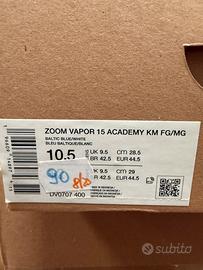 ZOOM VAPOR 15 ACADEMY KM FG/MG
BALTIC BLUE/WHITE
BLEU BALTIQUE/BLANC
10.5
UK 9.5 cm 28.5
BR 42.5 EUR 44.5
UK 9.5 CM 29
BR 42.5 EUR 44.5
90
DV0707 400
subito